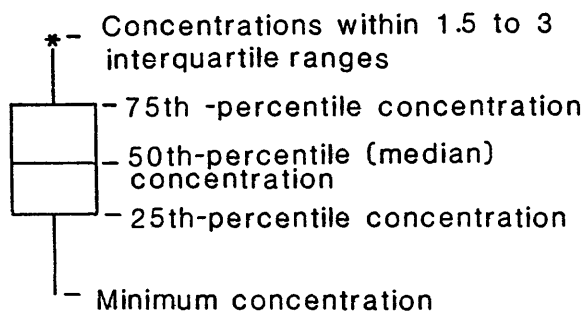 *– Concentrations within 1.5 to 3
interquartile ranges
– 75th -percentile concentration
– 50th-percentile (median)
concentration
– 25th-percentile concentration
– Minimum concentration